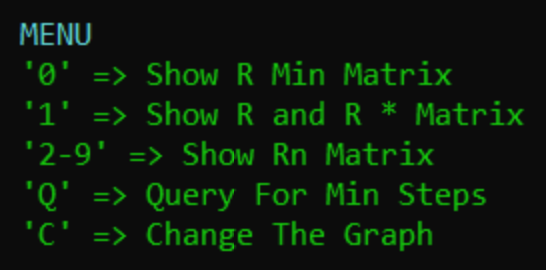 MENU
'0' => Show R Min Matrix
'1' => Show R and R * Matrix
'2-9' => Show Rn Matrix
'Q' => Query For Min Steps
'C' => Change The Graph